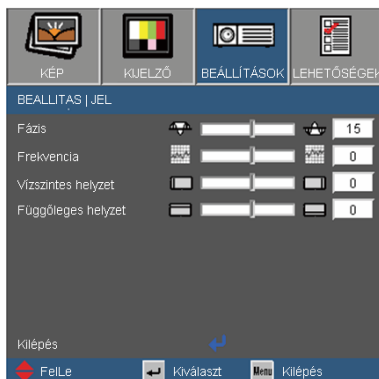 KÉP KIJELZŐ BEÁLLÍTÁSOK LEHETŐSÉGEK
BEALLITAS | JEL
Fázis 15
Frekvencia 0
Vízszintes helyzet 0
Függőleges helyzet 0
Kilépés
FelLe Kiválaszt Menu Kilépés